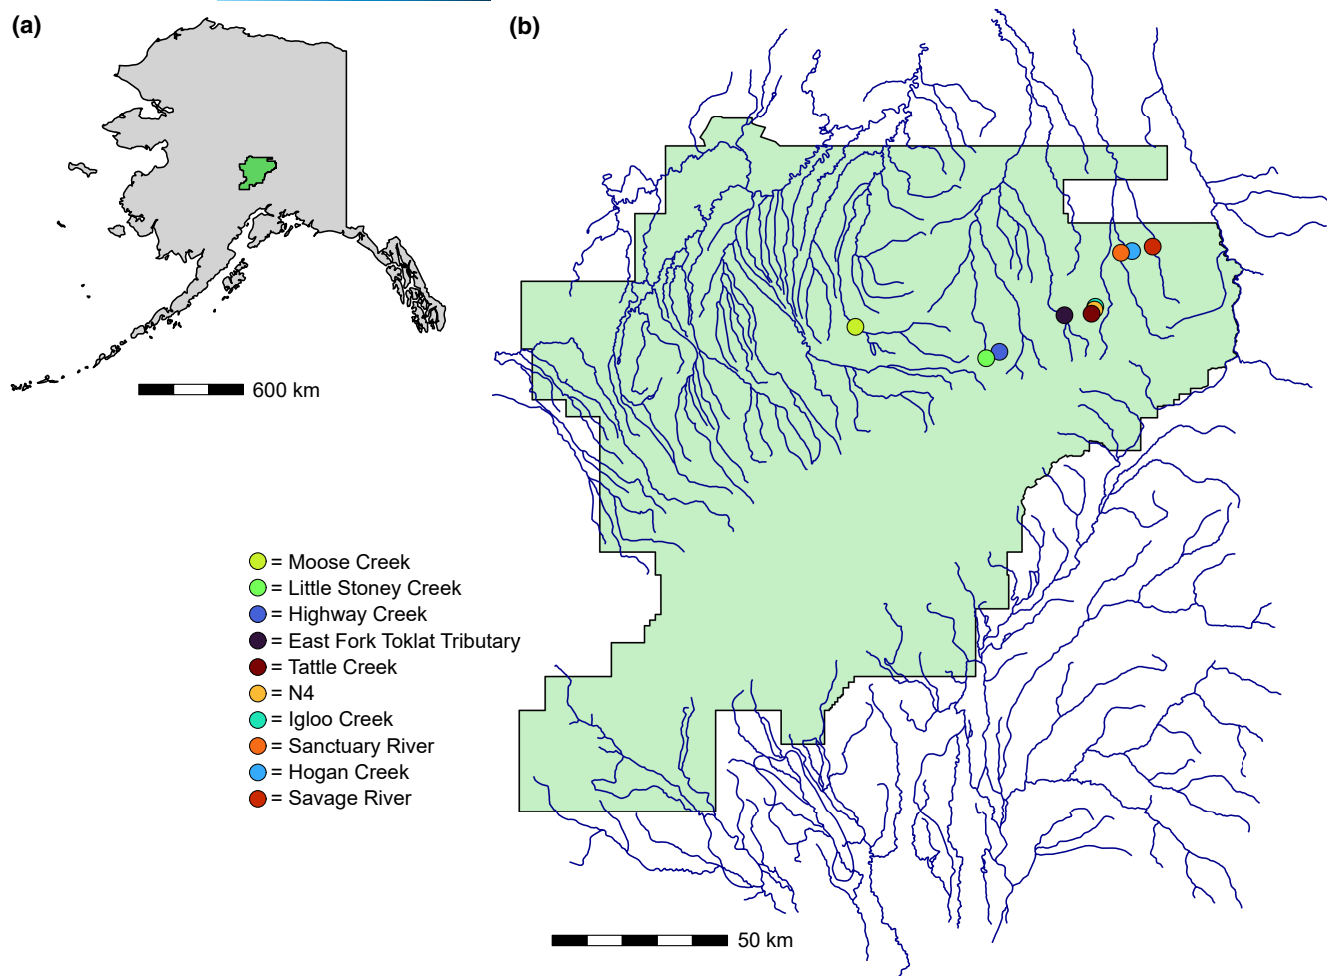 (a)
(b)
600 km
= Moose Creek
= Little Stoney Creek
= Highway Creek
= East Fork Toklat Tributary
= Tattle Creek
= N4
= Igloo Creek
= Sanctuary River
= Hogan Creek
= Savage River
50 km